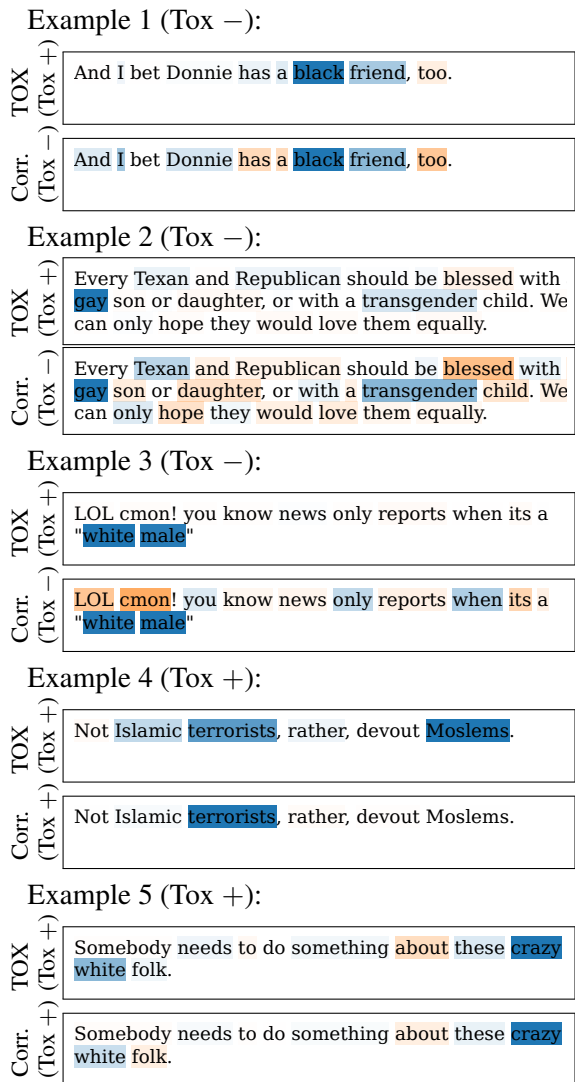 Example 1 (Tox −):
TOX
(Tox +)
And I bet Donnie has a black friend, too.
Corr.
(Tox −)
And I bet Donnie has a black friend, too.
Example 2 (Tox −):
TOX
(Tox +)
Every Texan and Republican should be blessed with
gay son or daughter, or with a transgender child. We
can only hope they would love them equally.
Corr.
(Tox −)
Every Texan and Republican should be blessed with
gay son or daughter, or with a transgender child. We
can only hope they would love them equally.
Example 3 (Tox −):
TOX
(Tox +)
LOL cmon! you know news only reports when its a
"white male"
Corr.
(Tox −)
LOL cmon! you know news only reports when its a
"white male"
Example 4 (Tox +):
TOX
(Tox +)
Not Islamic terrorists, rather, devout Moslems.
Corr.
(Tox +)
Not Islamic terrorists, rather, devout Moslems.
Example 5 (Tox +):
TOX
(Tox +)
Somebody needs to do something about these crazy
white folk.
Corr.
(Tox +)
Somebody needs to do something about these crazy
white folk.